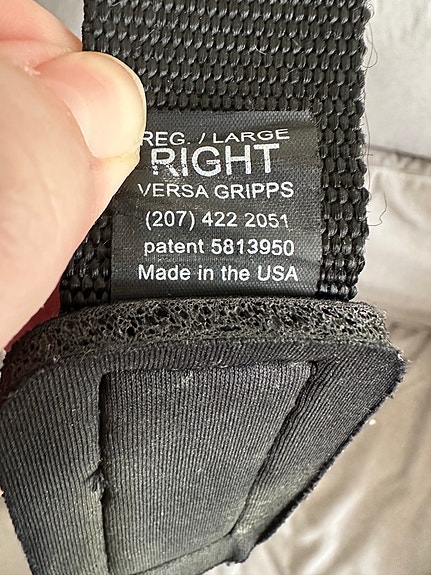 REG. / LARGE
RIGHT
VERSA GRIPPS
(207) 422 2051
patent 5813950
Made in the USA